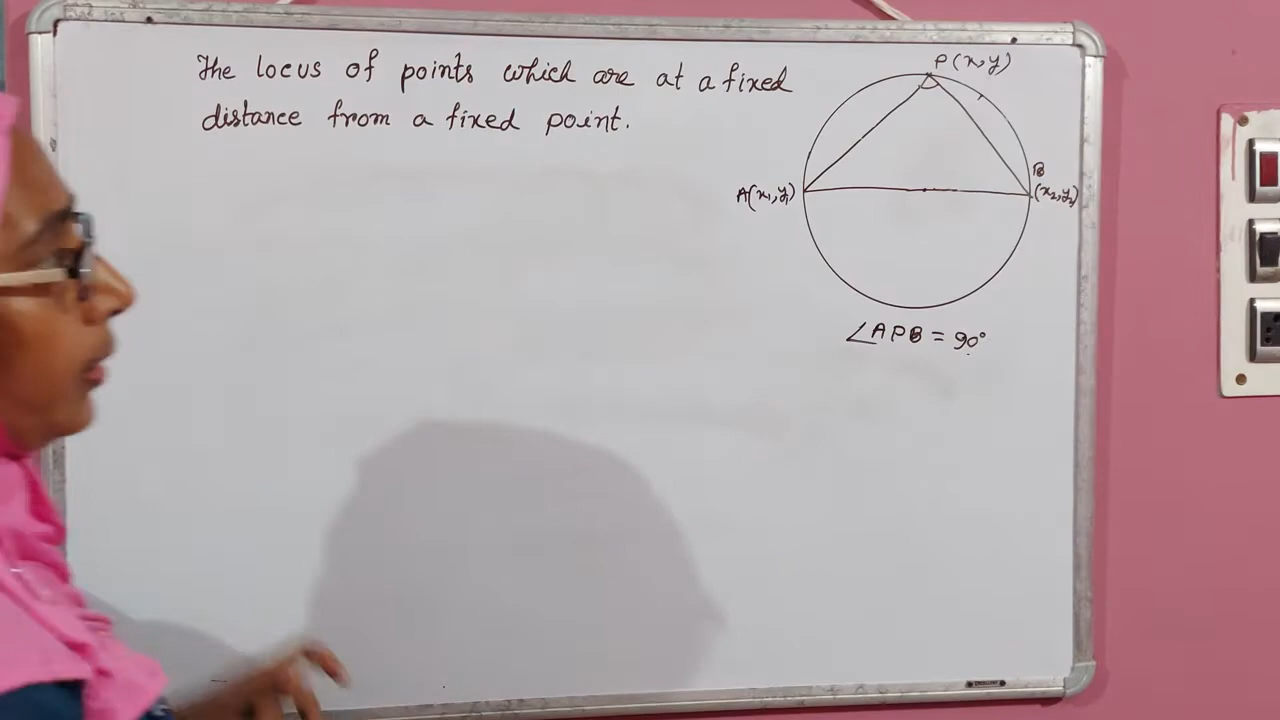 The locus of points which are at a fixed
distance from a fixed point.
P(x,y)
A(x₁,y₁)
B
(x₂,y₂)
∠APB = 90°